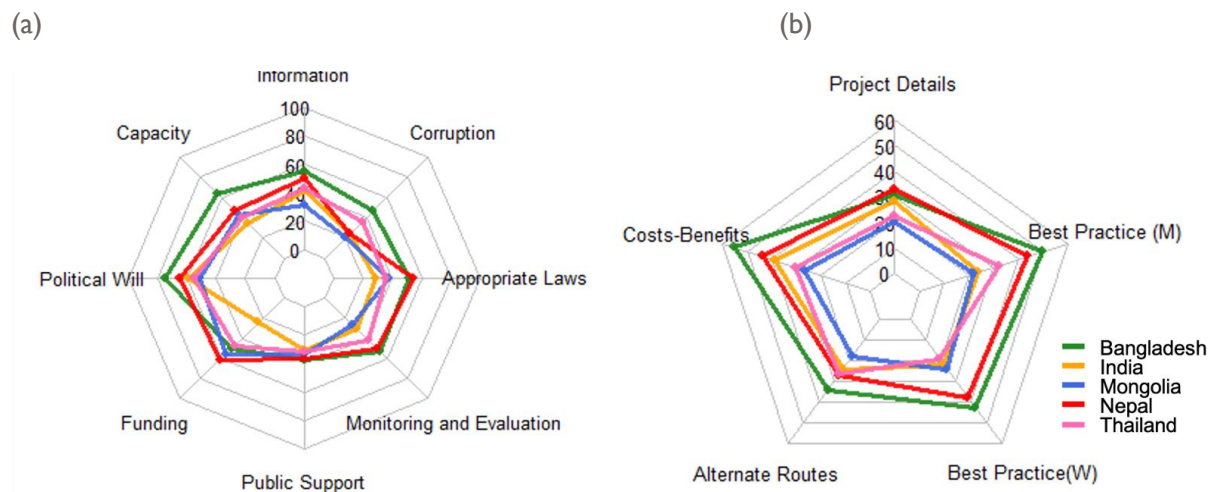 (a)
(b)
Information
100
80
60
40
20
0
Capacity
Corruption
Political Will
Appropriate Laws
Funding
Monitoring and Evaluation
Public Support
Project Details
60
50
40
30
20
10
0
Costs-Benefits
Best Practice (M)
Alternate Routes
Best Practice(W)
Bangladesh
India
Mongolia
Nepal
Thailand